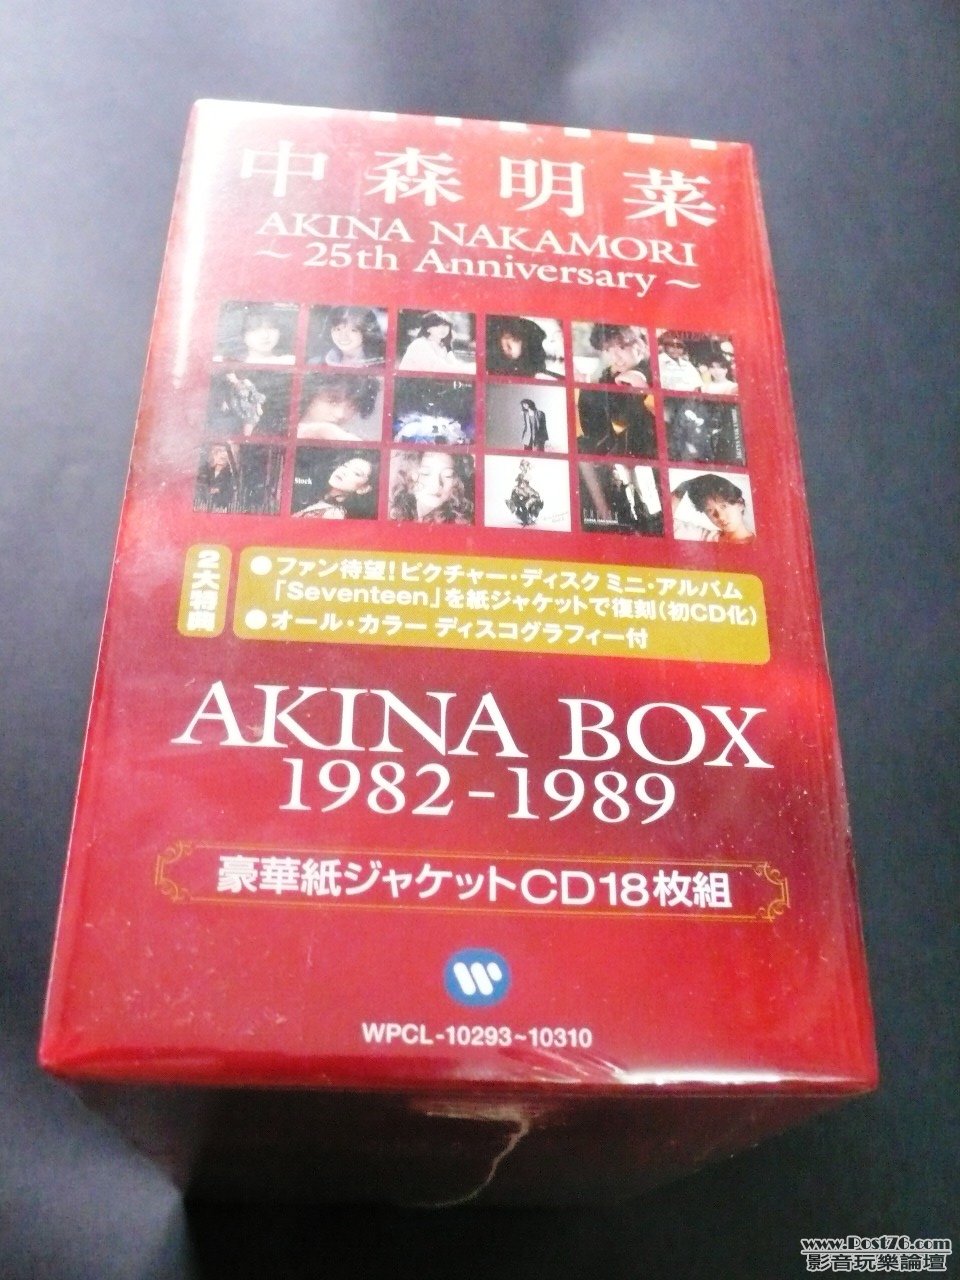 中森明菜
AKINA NAKAMORI
~25th Anniversary~
Stock
2大特典
●ファン待望!ピクチャー・ディスク ミニ・アルバム
「Seventeen」を紙ジャケットで復刻(初CD化)
●オール・カラー ディスコグラフィー付
AKINA BOX
1982-1989
豪華紙ジャケットCD18枚組
WPCL-10293~10310
www.Post76.com
影音玩樂論壇